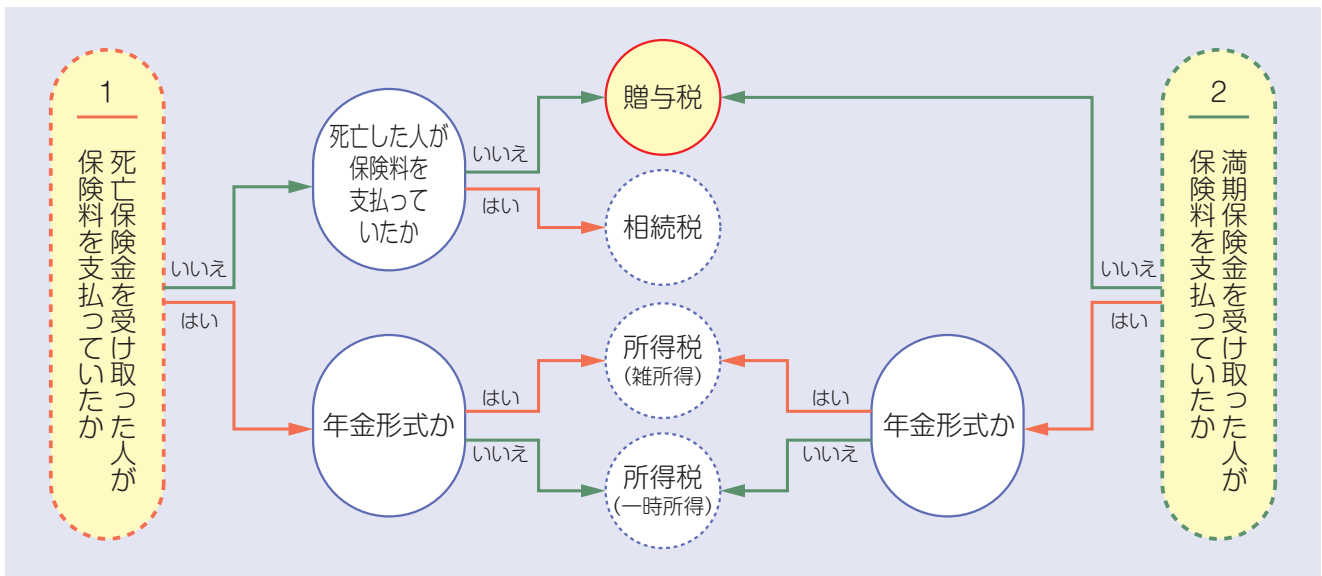 1
死亡保険金を受け取った人が
保険料を支払っていたか
いいえ
はい
死亡した人が
保険料を
支払って
いたか
いいえ
はい
年金形式か
はい
いいえ
贈与税
相続税
所得税
(雑所得)
所得税
(一時所得)
年金形式か
はい
いいえ
2
満期保険金を受け取った人が
保険料を支払っていたか
いいえ
はい